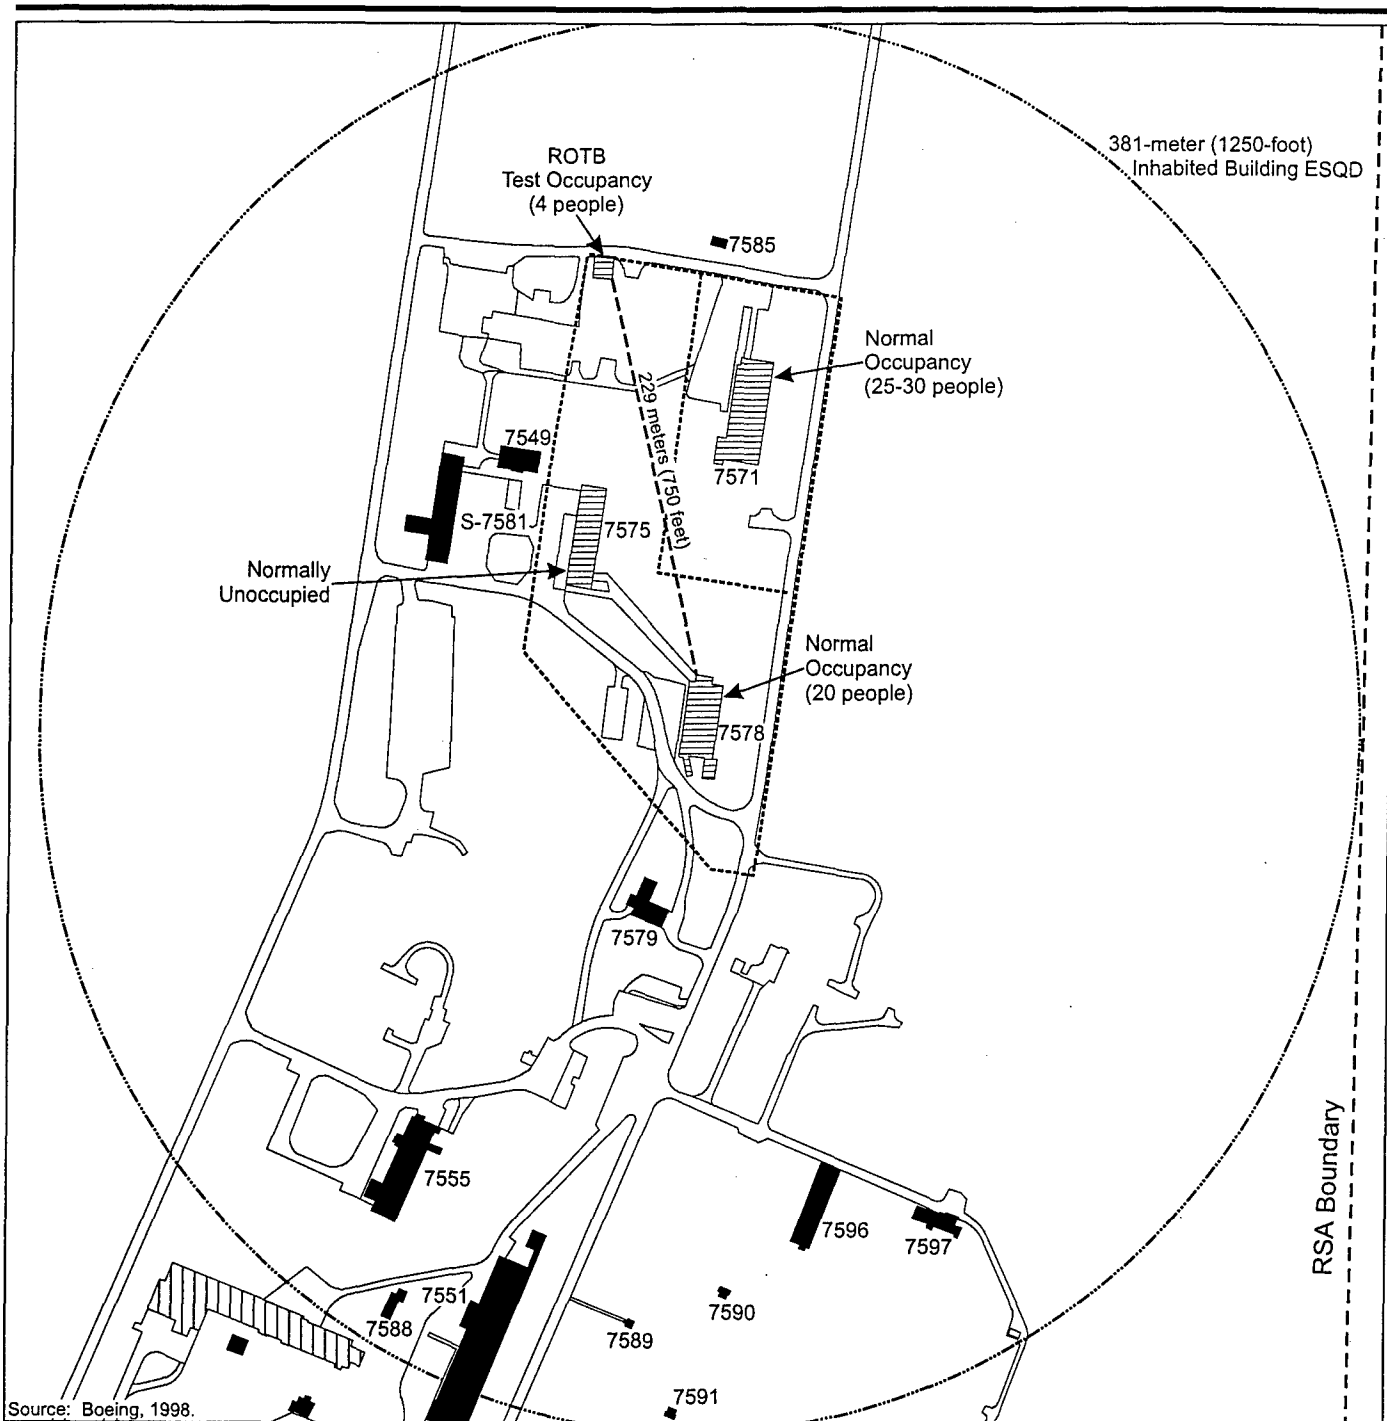 381-meter (1250-foot)
Inhabited Building ESQD
ROTB
Test Occupancy
(4 people)
7585
Normal
Occupancy
(25-30 people)
229 meters (750 feet)
7549
7571
S-7581
7575
Normally
Unoccupied
Normal
Occupancy
(20 people)
7578
7579
RSA Boundary
7555
7596
7597
7551
7590
7588
7589
7591
Source: Boeing, 1998.